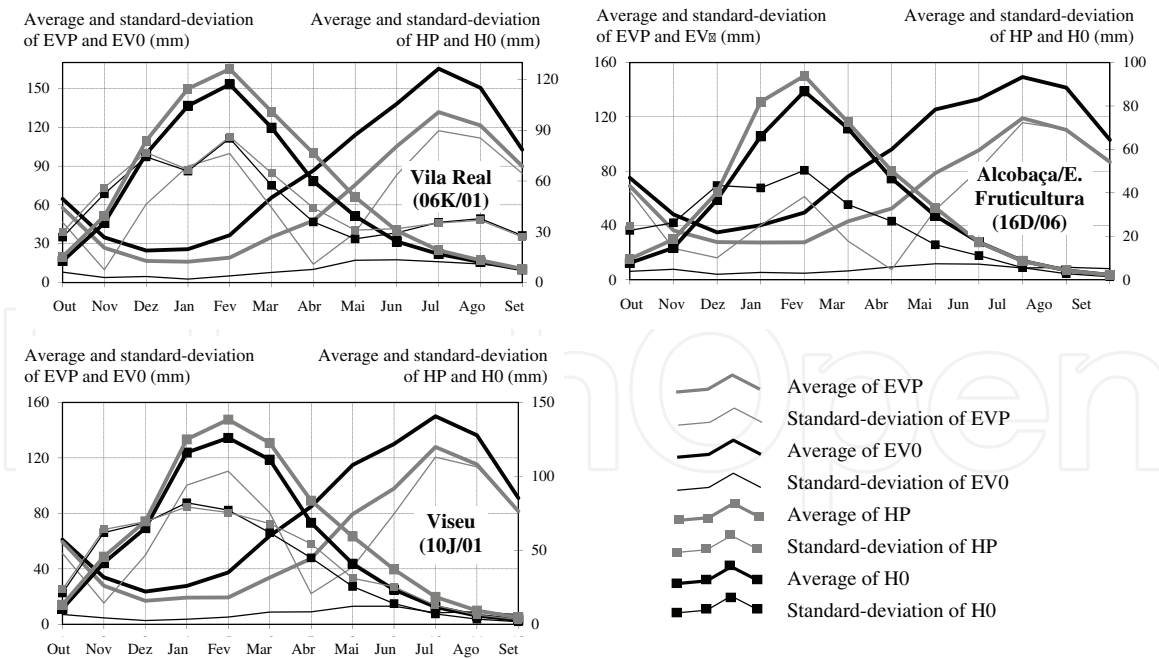 Average and standard-deviation
of EVP and EV0 (mm)
Average and standard-deviation
of HP and H0 (mm)
150
120
90
60
30
0
120
90
60
30
0
Vila Real
(06K/01)
Out Nov Dez Jan Fev Mar Abr Mai Jun Jul Ago Set
Average and standard-deviation
of EVP and EV▯ (mm)
Average and standard-deviation
of HP and H0 (mm)
160
120
80
40
0
100
80
60
40
20
0
Alcobaça/E.
Fruticultura
(16D/06)
Out Nov Dez Jan Fev Mar Abr Mai Jun Jul Ago Set
Average and standard-deviation
of EVP and EV0 (mm)
Average and standard-deviation
of HP and H0 (mm)
160
120
80
40
0
150
100
50
0
Viseu
(10J/01
Out Nov Dez Jan Fev Mar Abr Mai Jun Jul Ago Set
Average of EVP
Standard-deviation of EVP
Average of EV0
Standard-deviation of EV0
Average of HP
Standard-deviation of HP
Average of H0
Standard-deviation of H0